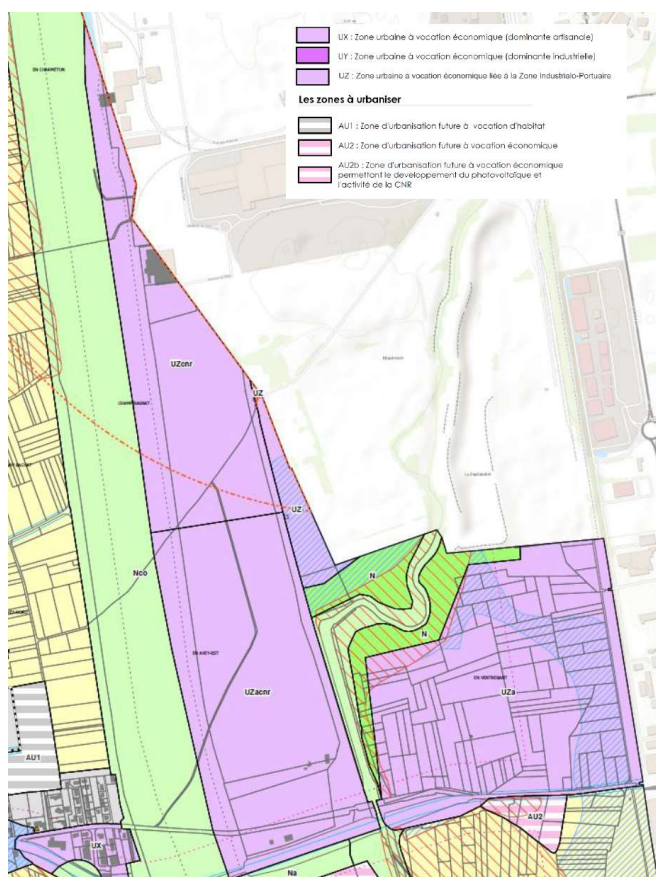 UX : Zone urbaine à vocation économique (dominante artisanale)
UY : Zone urbaine à vocation économique (dominante industrielle)
UZ : Zone urbaine à vocation économique liée à la Zone Industrialo-Portuaire
Les zones à urbaniser
AU1 : Zone d'urbanisation future à vocation d'habitat
AU2 : Zone d'urbanisation future à vocation économique
AU2b : Zone d'urbanisation future à vocation économique
permettant le developpement du photovoltaïque et
l'activité de la CNR
UZcnr
UZ
UZ
Nco
N
N
UZacnr
UZa
AU1
AU2
UX
Na